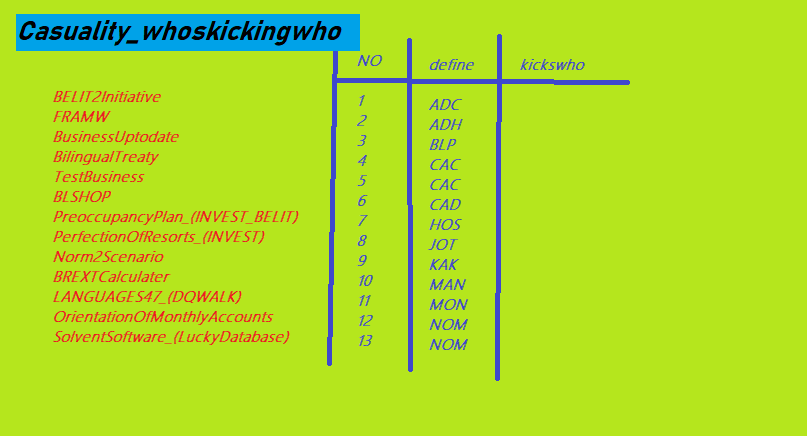 Casuality_whoskickingwho
NO define kickswho
BELIT2Initiative 1 ADC
FRAMW 2 ADH
BusinessUptodate 3 BLP
BilingualTreaty 4 CAC
TestBusiness 5 CAC
BLSHOP 6 CAD
PreoccupancyPlan_(INVEST_BELIT) 7 HOS
PerfectionOfResorts_(INVEST) 8 JOT
Norm2Scenario 9 KAK
BREXTCalculater 10 MAN
LANGUAGES47_(DQWALK) 11 MON
OrientationOfMonthlyAccounts 12 NOM
SolventSoftware_(LuckyDatabase) 13 NOM